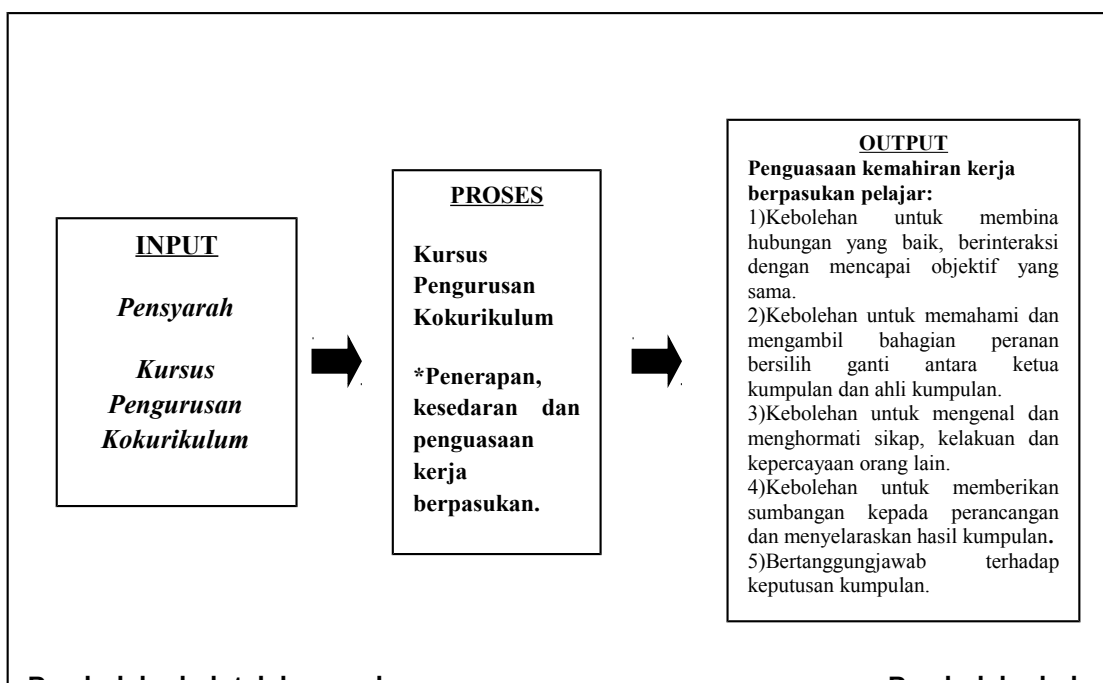 INPUT
Pensyarah
Kursus
Pengurusan
Kokurikulum
PROSES
Kursus
Pengurusan
Kokurikulum
*Penerapan,
kesedaran dan
penguasaan
kerja
berpasukan.
OUTPUT
Penguasaan kemahiran kerja
berpasukan pelajar:
1)Kebolehan untuk membina
hubungan yang baik, berinteraksi
dengan mencapai objektif yang
sama.
2)Kebolehan untuk memahami dan
mengambil bahagian peranan
bersilih ganti antara ketua
kumpulan dan ahli kumpulan.
3)Kebolehan untuk mengenal dan
menghormati sikap, kelakuan dan
kepercayaan orang lain.
4)Kebolehan untuk memberikan
sumbangan kepada perancangan
dan menyelaraskan hasil kumpulan.
5)Bertanggungjawab terhadap
keputusan kumpulan.